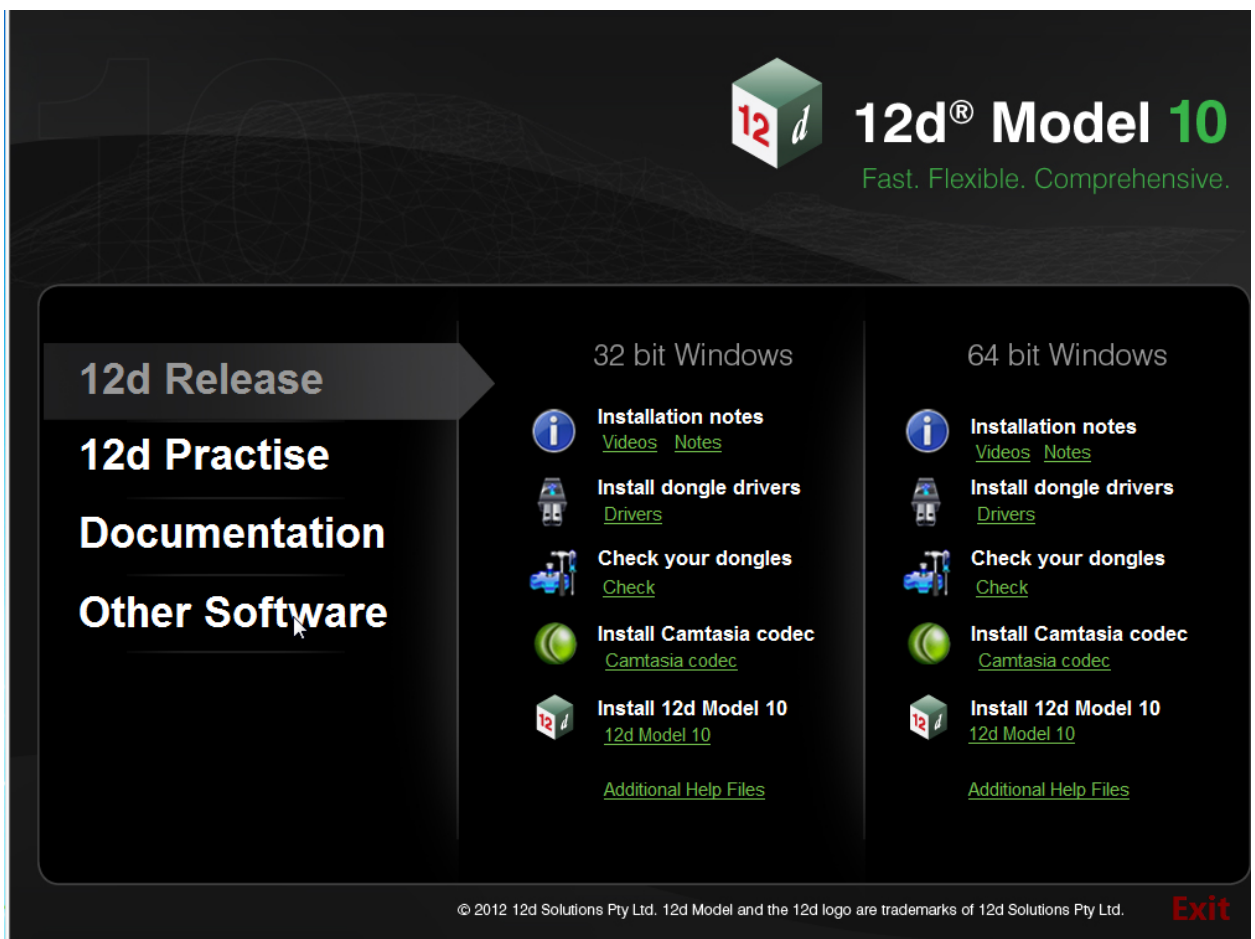 10
12 d
12d® Model 10
Fast. Flexible. Comprehensive.
12d Release
12d Practise
Documentation
Other Software
32 bit Windows
Installation notes
Videos Notes
Install dongle drivers
Drivers
Check your dongles
Check
Install Camtasia codec
Camtasia codec
12 d
Install 12d Model 10
12d Model 10
Additional Help Files
64 bit Windows
Installation notes
Videos Notes
Install dongle drivers
Drivers
Check your dongles
Check
Install Camtasia codec
Camtasia codec
12 d
Install 12d Model 10
12d Model 10
Additional Help Files
© 2012 12d Solutions Pty Ltd. 12d Model and the 12d logo are trademarks of 12d Solutions Pty Ltd.
Exit